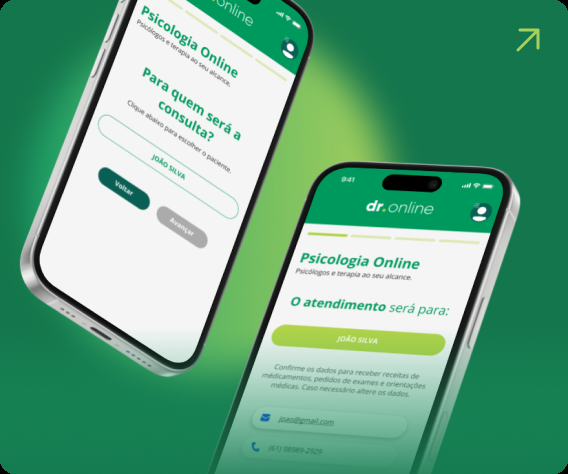 online
Psicologia Online
Psicólogos e terapia ao seu alcance.
Para quem será a
consulta?
Clique abaixo para escolher o paciente.
JOÃO SILVA
Voltar
Avançar
9:41
dr.online
Psicologia Online
Psicólogos e terapia ao seu alcance.
O atendimento será para:
JOÃO SILVA
Confirme os dados para receber receitas de
médicamentos, pedidos de exames e orientações
médicas. Caso necessário altere os dados.
joao@gmail.com
(61) 98989-2929